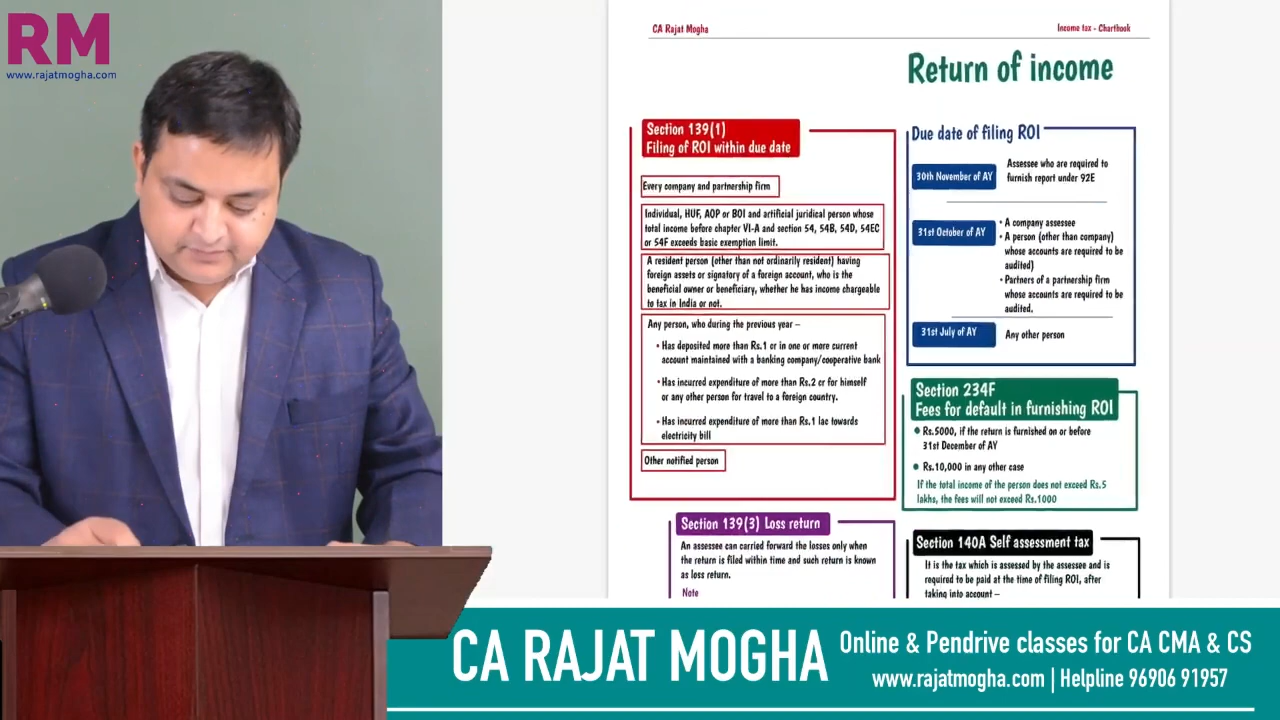 RM
www.rajatmogha.com
CA Rajat Mogha
Income tax - Chartbook
Return of income
Section 139(1)
Filing of ROI within due date
Every company and partnership firm
Individual, HUF, AOP or BOI and artificial juridical person whose
total income before chapter VI-A and section 54, 54B, 54D, 54EC
or 54F exceeds basic exemption limit.
A resident person (other than not ordinarily resident) having
foreign assets or signatory of a foreign account, who is the
beneficial owner or beneficiary, whether he has income chargeable
to tax in India or not.
Any person, who during the previous year –
• Has deposited more than Rs.1 cr in one or more current
account maintained with a banking company/cooperative bank
• Has incurred expenditure of more than Rs.2 cr for himself
or any other person for travel to a foreign country.
• Has incurred expenditure of more than Rs.1 lac towards
electricity bill
Other notified person
Section 139(3) Loss return
An assessee can carried forward the losses only when
the return is filed within time and such return is known
as loss return.
Note
Due date of filing ROI
30th November of AY
Assessee who are required to
furnish report under 92E
31st October of AY
• A company assessee
• A person (other than company)
whose accounts are required to be
audited)
• Partners of a partnership firm
whose accounts are required to be
audited.
31st July of AY
Any other person
Section 234F
Fees for default in furnishing ROI
● Rs.5000, if the return is furnished on or before
31st December of AY
● Rs.10,000 in any other case
If the total income of the person does not exceed Rs.5
lakhs, the fees will not exceed Rs.1000
Section 140A Self assessment tax
It is the tax which is assessed by the assessee and is
required to be paid at the time of filing ROI, after
taking into account –
CA RAJAT MOGHA
Online & Pendrive classes for CA CMA & CS
www.rajatmogha.com | Helpline 96906 91957